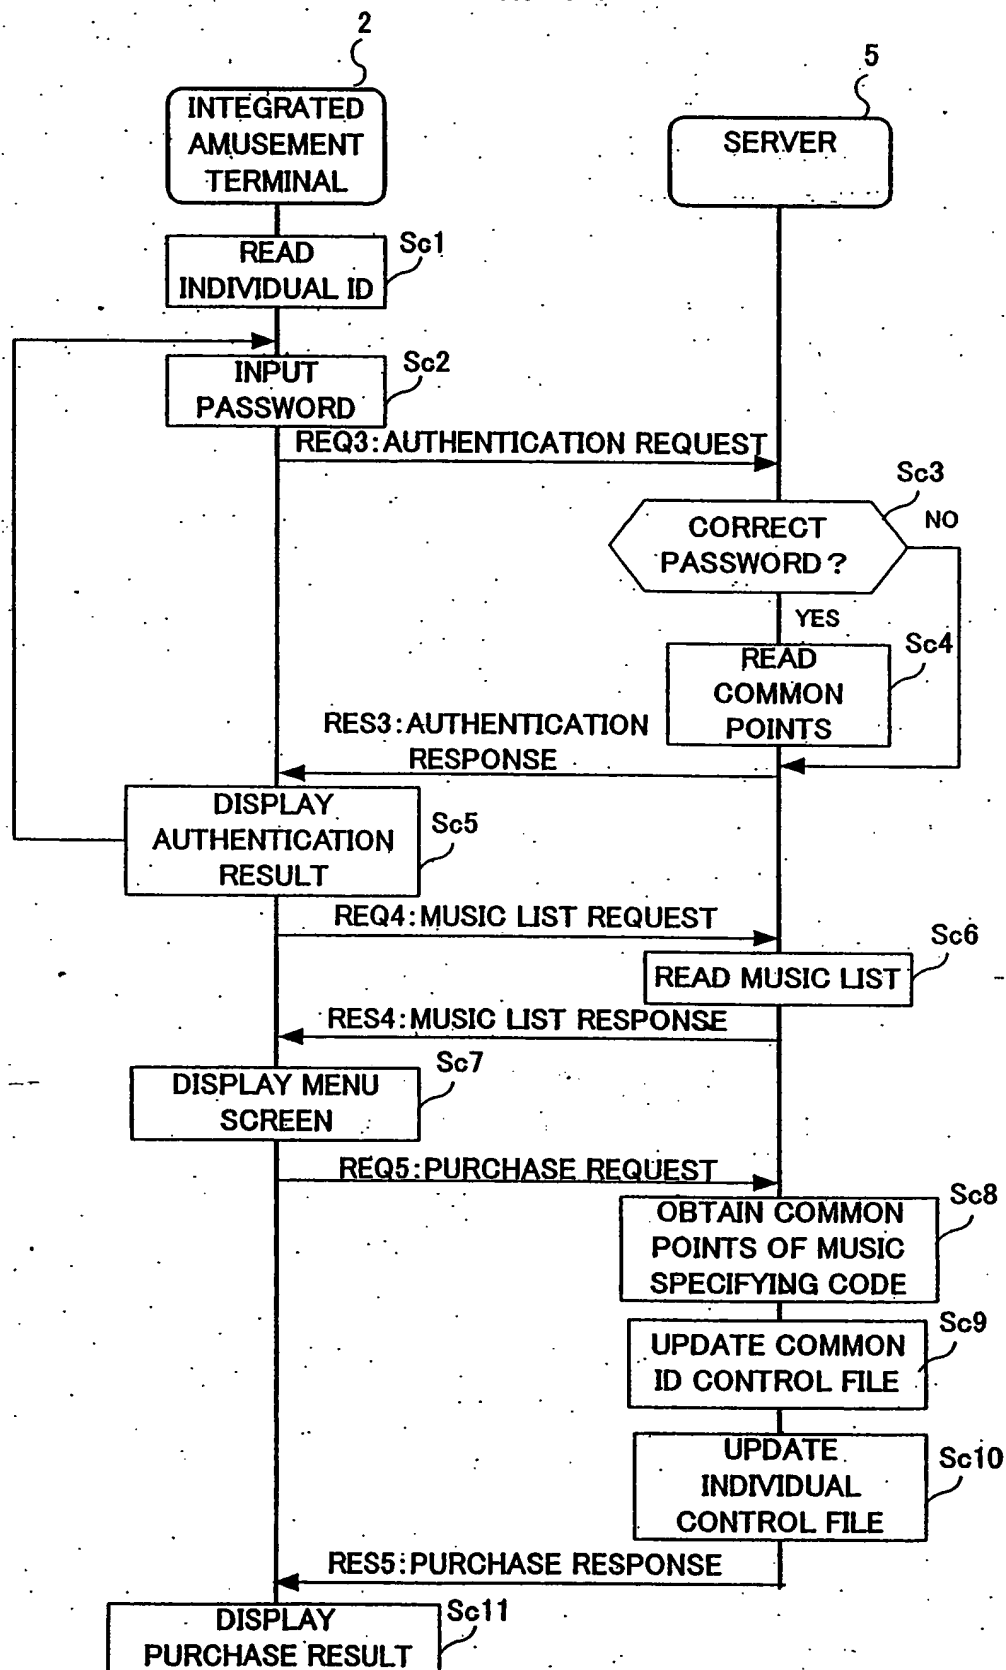 2
5
INTEGRATED
AMUSEMENT
TERMINAL
SERVER
READ
INDIVIDUAL ID
Sc1
INPUT
PASSWORD
Sc2
REQ3:AUTHENTICATION REQUEST
Sc3
CORRECT
PASSWORD?
NO
YES
READ
COMMON
POINTS
Sc4
RES3:AUTHENTICATION
RESPONSE
DISPLAY
AUTHENTICATION
RESULT
Sc5
REQ4:MUSIC LIST REQUEST
Sc6
READ MUSIC LIST
RES4:MUSIC LIST RESPONSE
Sc7
DISPLAY MENU
SCREEN
REQ5:PURCHASE REQUEST
Sc8
OBTAIN COMMON
POINTS OF MUSIC
SPECIFYING CODE
Sc9
UPDATE COMMON
ID CONTROL FILE
UPDATE
INDIVIDUAL
CONTROL FILE
Sc10
RES5:PURCHASE RESPONSE
Sc11
DISPLAY
PURCHASE RESULT